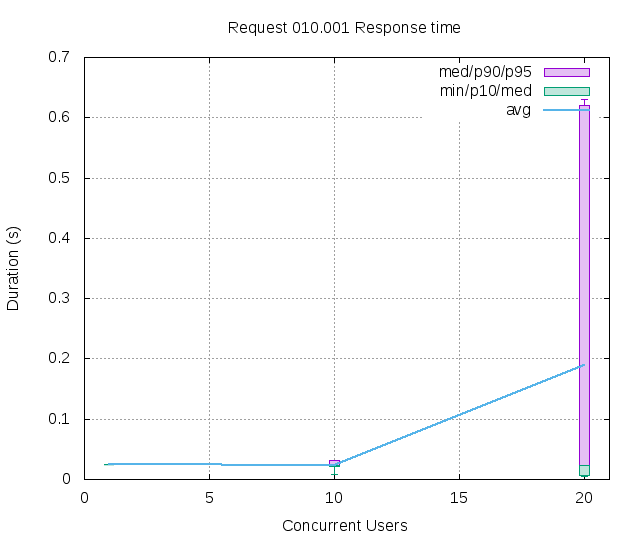 Request 010.001 Response time
0.7
0.6
0.5
0.4
0.3
0.2
0.1
0
med/p90/p95
min/p10/med
avg
Duration (s)
0 5 10 15 20
Concurrent Users